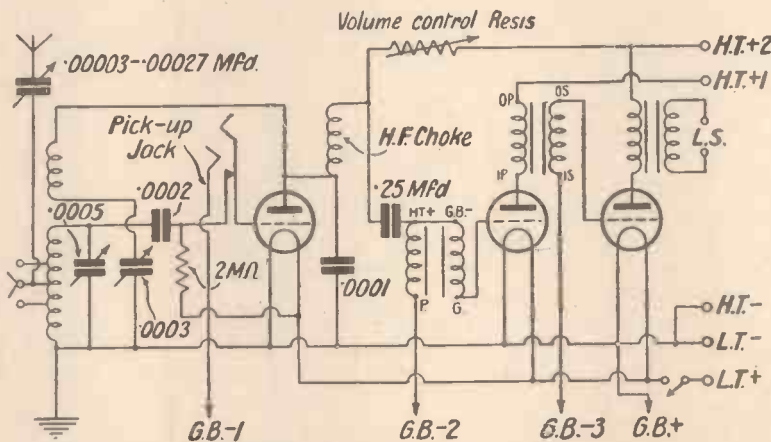 Volume control Resis
.00003-.00027 Mfd.
H.T.+2
H.T.+1
OP
OS
Pick-up
Jack
H.F. Choke
L.S.
.0002
.25 Mfd
IP
IS
HT+
G.B.-
.0005
2MΩ
.0001
.0003
P.
G
H.T.-
L.T.-
L.T.+
G.B.-1
G.B.-2
G.B.-3
G.B.+